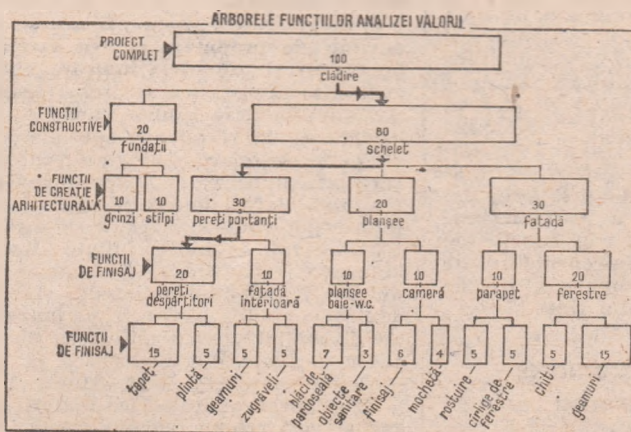 ARBORELE FUNCȚIILOR ANALIZEI VALORII
PROIECT
COMPLET
100
clădire
FUNCȚII
CONSTRUCTIVE
20
80
fundații
schelet
FUNCȚII
DE CREAȚIE
ARHITECTURALĂ
10
10
30
20
30
grinzi
stîlpi
pereți portanți
planșee
fațadă
FUNCȚII
DE FINISAJ
20
10
10
10
10
20
pereți
despărțitori
fațadă
interioară
planșee
baie-w.c.
cameră
parapet
ferestre
FUNCȚII
DE FINISAJ
15
5
5
5
7
3
6
4
5
5
5
15
tapet
plintă
geamuri
zugrăveli
plăci de
pardoseală
obiecte
sanitare
finisaj
mochetă
rosturi
ferestre
chit
geamuri